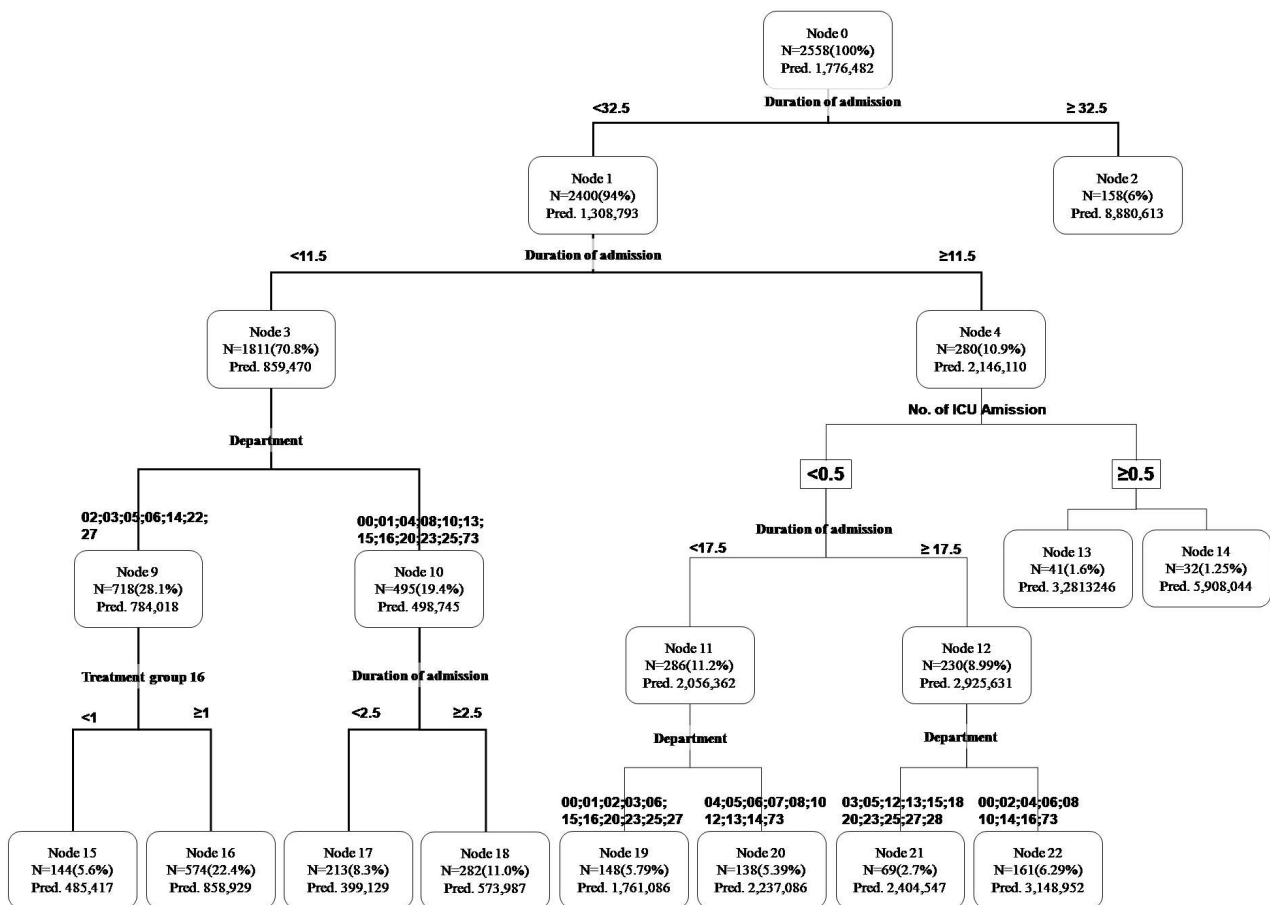 Node 0
N=2558(100%)
Pred. 1,776,482
Duration of admission
<32.5
≥ 32.5
Node 1
N=2400(94%)
Pred. 1,308,793
Node 2
N=158(6%)
Pred. 8,880,613
Duration of admission
<11.5
≥11.5
Node 3
N=1811(70.8%)
Pred. 859,470
Node 4
N=280(10.9%)
Pred. 2,146,110
No. of ICU Amission
Department
<0.5
≥0.5
02;03;05;06;14;22;
27
00;01;04;08;10;13;
15;16;20;23;25;73
Duration of admission
<17.5
≥ 17.5
Node 9
N=718(28.1%)
Pred. 784,018
Node 10
N=495(19.4%)
Pred. 498,745
Node 13
N=41(1.6%)
Pred. 3,2813246
Node 14
N=32(1.25%)
Pred. 5,908,044
Node 11
N=286(11.2%)
Pred. 2,056,362
Node 12
N=230(8.99%)
Pred. 2,925,631
Treatment group 16
<1
≥1
Duration of admission
<2.5
≥2.5
Department
Department
00;01;02;03;06;
15;16;20;23;25;27
04;05;06;07;08;10
12;13;14;73
03;05;12;13;15;18
20;23;25;27;28
00;02;04;06;08
10;14;16;73
Node 15
N=144(5.6%)
Pred. 485,417
Node 16
N=574(22.4%)
Pred. 858,929
Node 17
N=213(8.3%)
Pred. 399,129
Node 18
N=282(11.0%)
Pred. 573,987
Node 19
N=148(5.79%)
Pred. 1,761,086
Node 20
N=138(5.39%)
Pred. 2,237,086
Node 21
N=69(2.7%)
Pred. 2,404,547
Node 22
N=161(6.29%)
Pred. 3,148,952